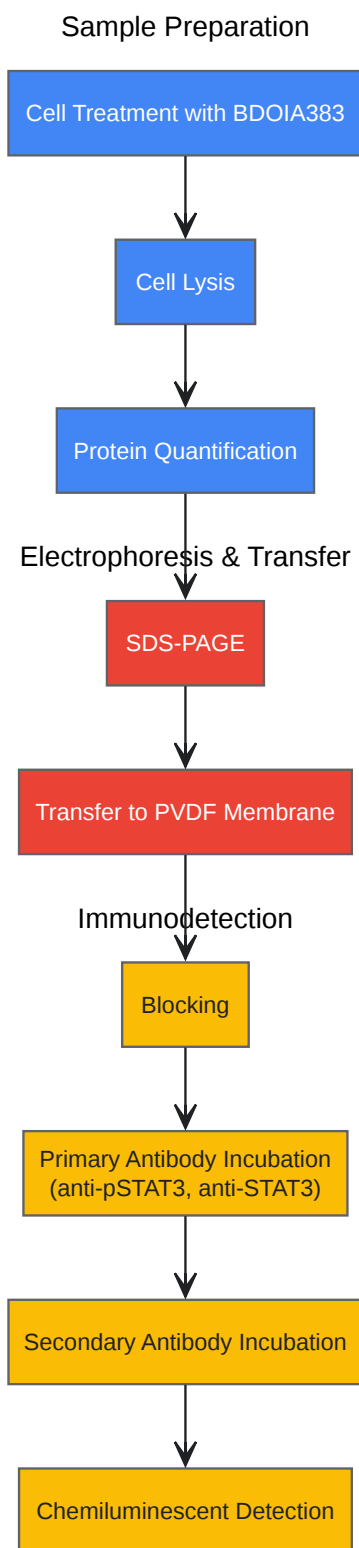 Sample Preparation
Cell Treatment with BDOIA383
Cell Lysis
Protein Quantification
Electrophoresis & Transfer
SDS-PAGE
Transfer to PVDF Membrane
Immunodetection
Blocking
Primary Antibody Incubation
(anti-pSTAT3, anti-STAT3)
Secondary Antibody Incubation
Chemiluminescent Detection